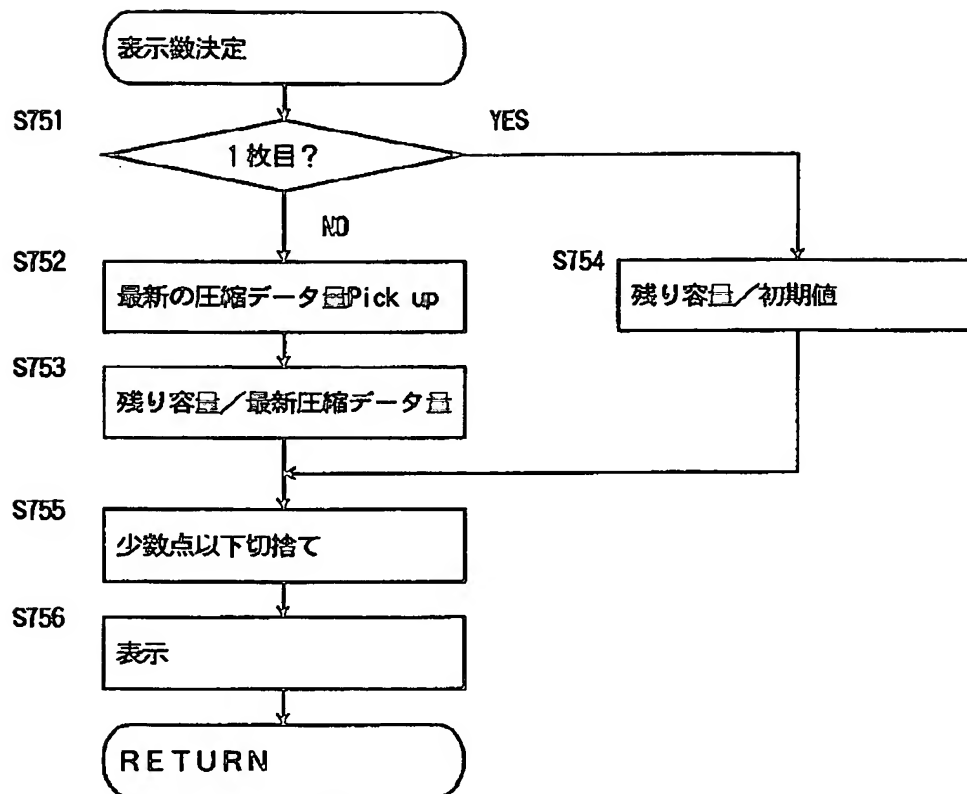 表示数決定
S751
YES
1枚目?
NO
S752
最新の圧縮データ量Pick up
S754
残り容量/初期値
S753
残り容量/最新圧縮データ量
S755
少数点以下切捨て
S756
表示
RETURN